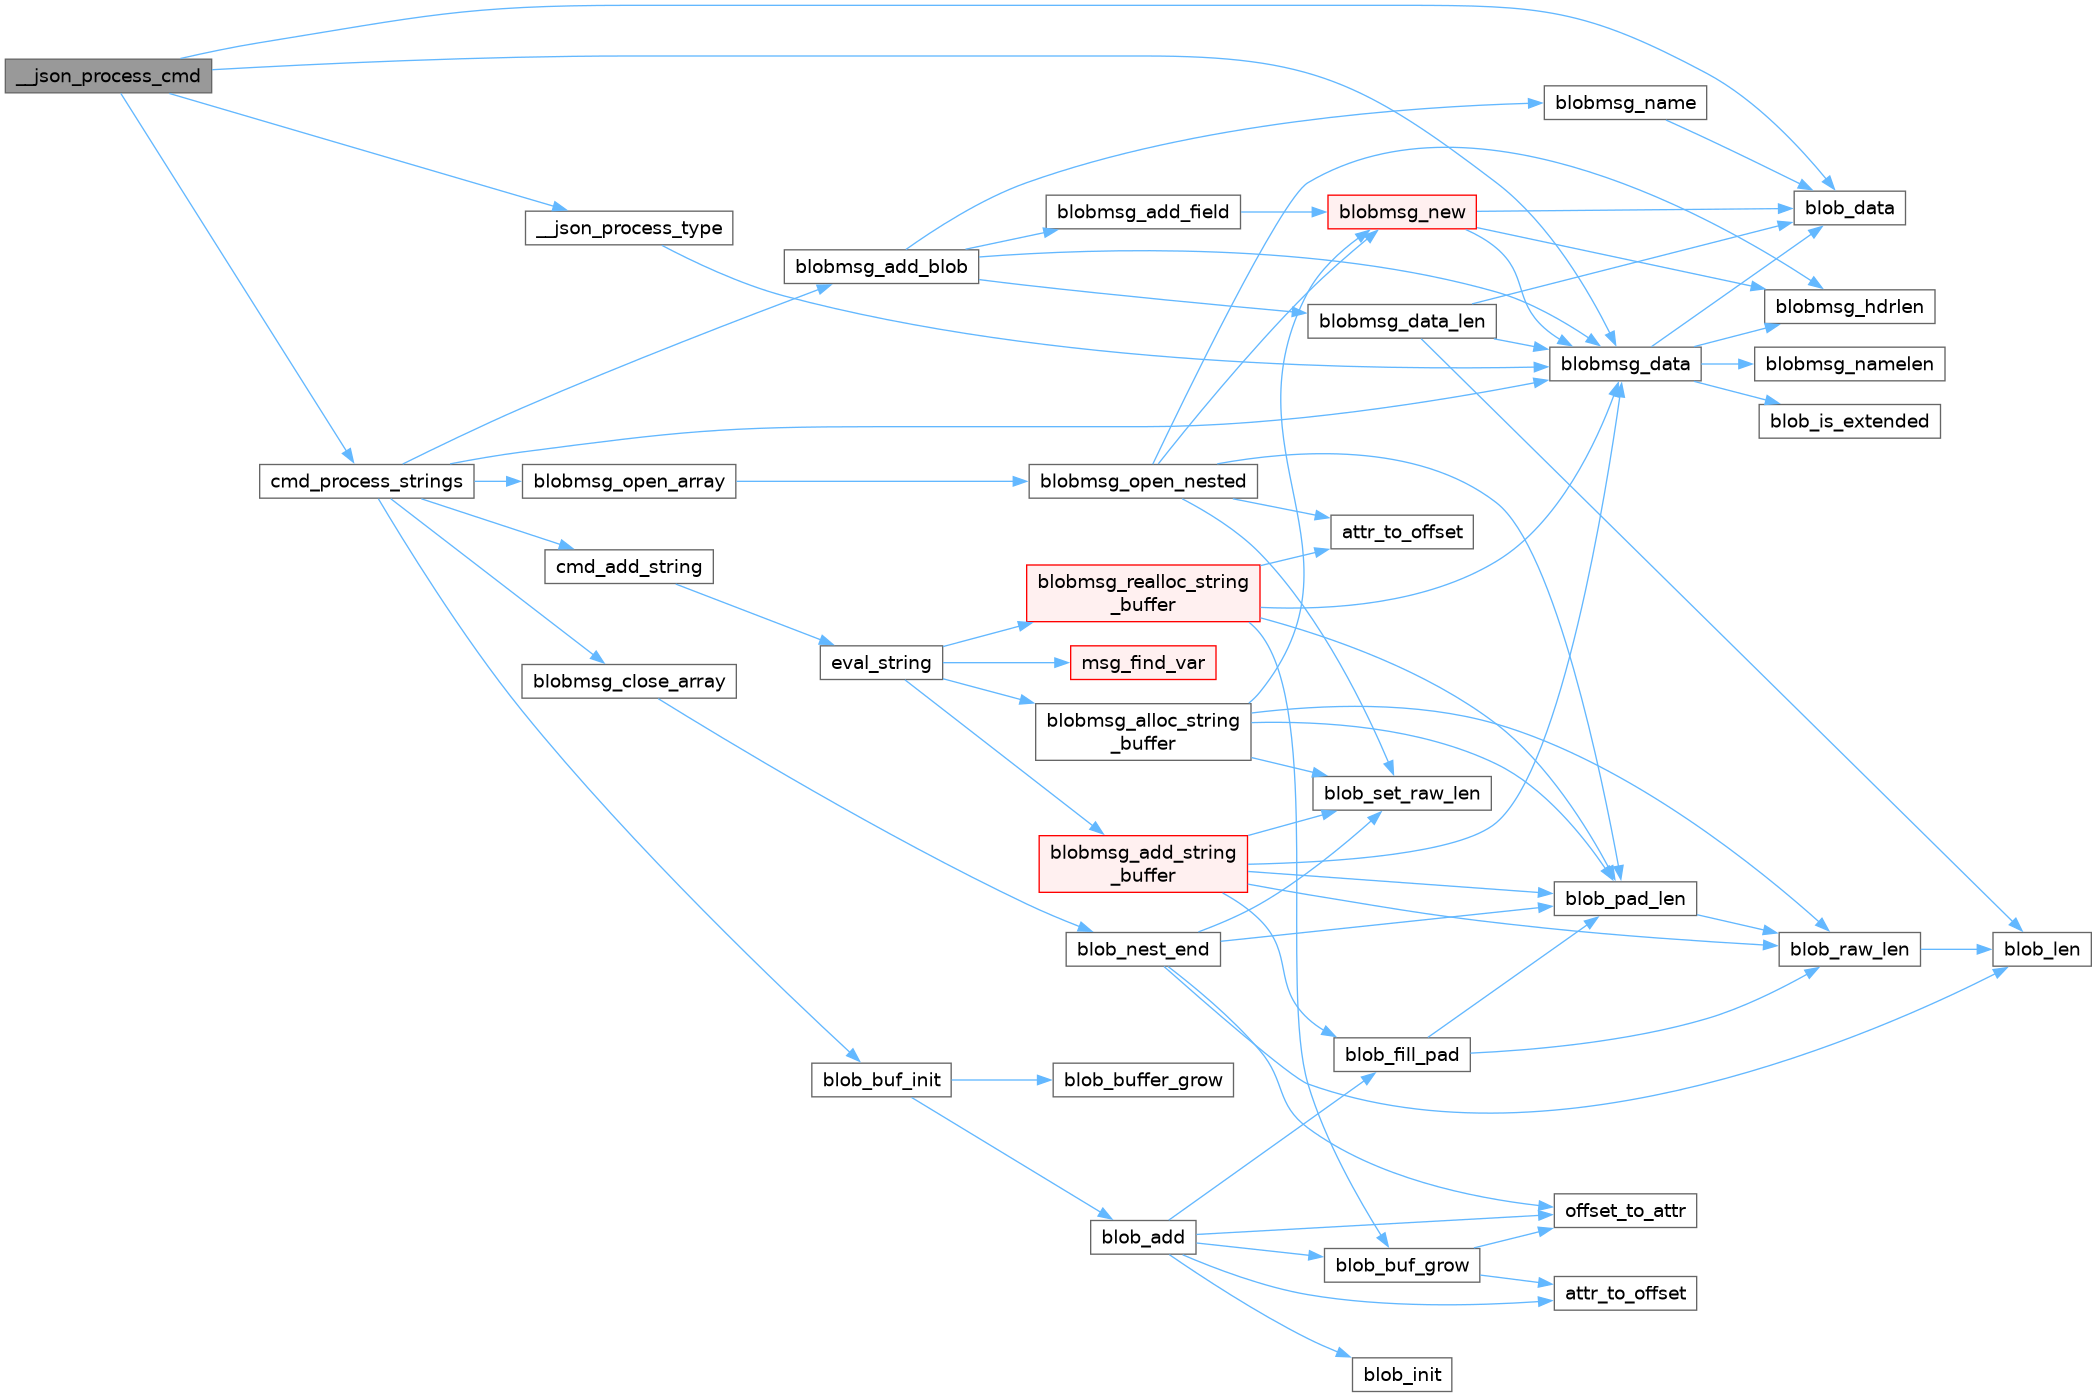 __json_process_cmd
blobmsg_name
blobmsg_add_field
blobmsg_new
blob_data
__json_process_type
blobmsg_add_blob
blobmsg_hdrlen
blobmsg_data_len
blobmsg_data
blobmsg_namelen
blob_is_extended
cmd_process_strings
blobmsg_open_array
blobmsg_open_nested
attr_to_offset
cmd_add_string
blobmsg_realloc_string
_buffer
eval_string
msg_find_var
blobmsg_close_array
blobmsg_alloc_string
_buffer
blob_set_raw_len
blobmsg_add_string
_buffer
blob_pad_len
blob_nest_end
blob_raw_len
blob_len
blob_fill_pad
blob_buf_init
blob_buffer_grow
offset_to_attr
blob_add
blob_buf_grow
attr_to_offset
blob_init